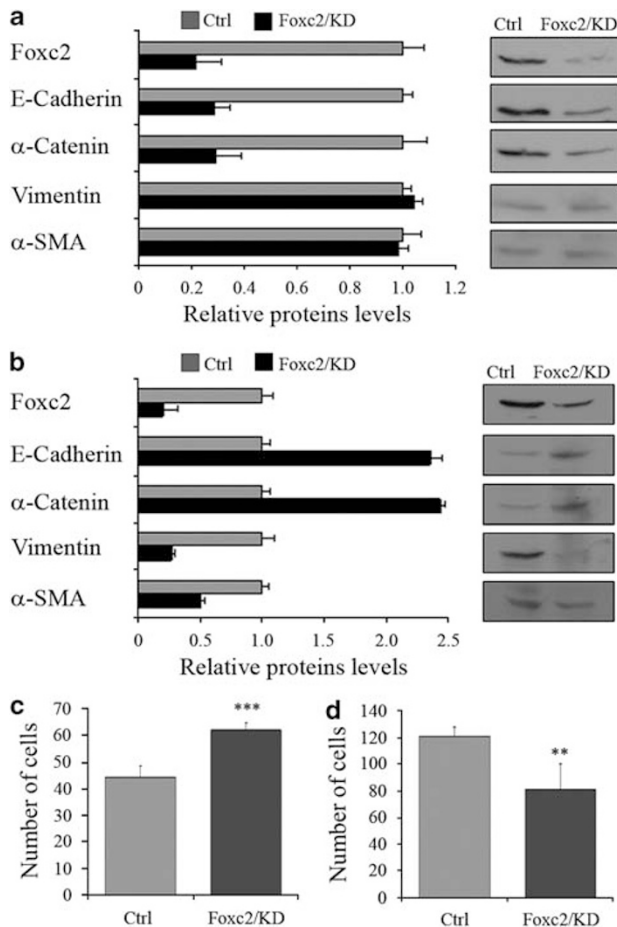 a
Ctrl Foxc2/KD
Ctrl Foxc2/KD
Foxc2
E-Cadherin
α-Catenin
Vimentin
α-SMA
0 0.2 0.4 0.6 0.8 1.0 1.2
Relative proteins levels
b
Ctrl Foxc2/KD
Ctrl Foxc2/KD
Foxc2
E-Cadherin
α-Catenin
Vimentin
α-SMA
0 0.5 1.0 1.5 2.0 2.5
Relative proteins levels
c
Number of cells
70
60
50
40
30
20
10
0
***
Ctrl Foxc2/KD
d
Number of cells
140
120
100
80
60
40
20
0
**
Ctrl Foxc2/KD